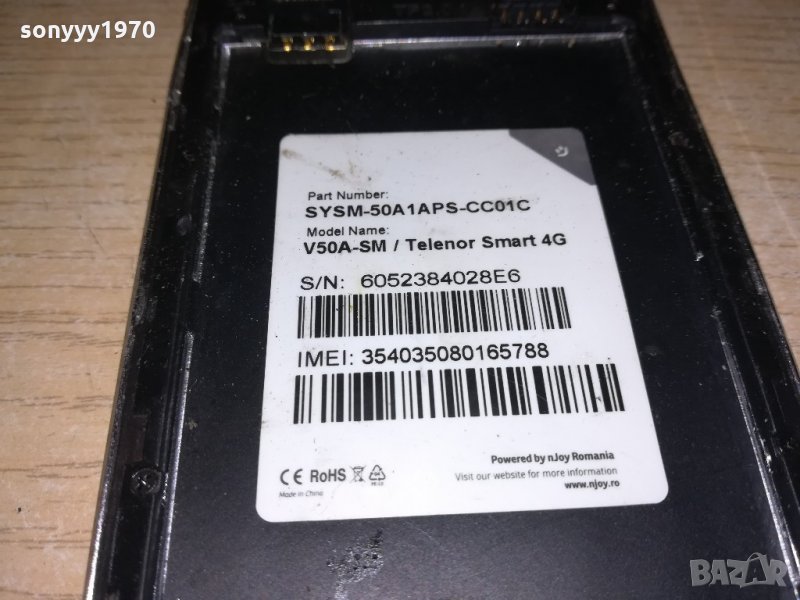 sonyyy1970
Part Number:
SYSM-50A1APS-CC01C
Model Name:
V50A-SM / Telenor Smart 4G
S/N: 6052384028E6
IMEI: 354035080165788
Powered by nJoy Romania
CE RoHS
Visit our website for more information
www.njoy.ro
Made in China
BAZAR